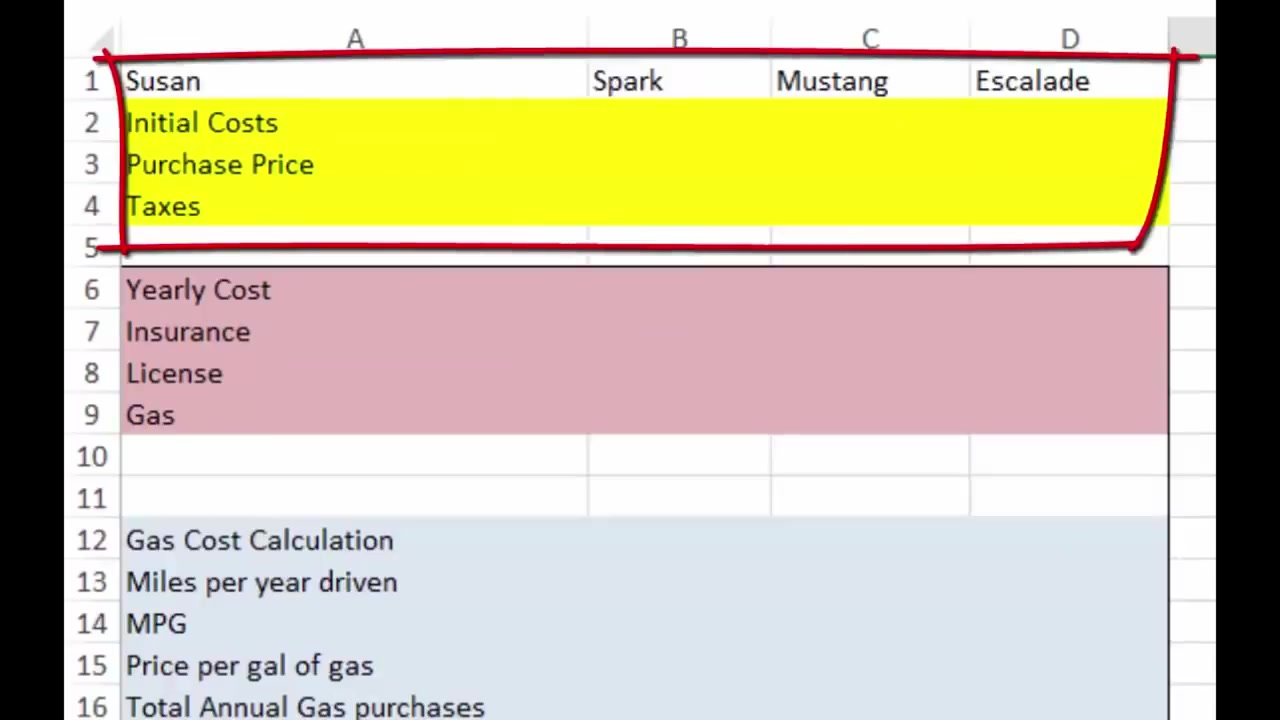 A B C D
1 Susan Spark Mustang Escalade
2 Initial Costs
3 Purchase Price
4 Taxes
5
6 Yearly Cost
7 Insurance
8 License
9 Gas
10
11
12 Gas Cost Calculation
13 Miles per year driven
14 MPG
15 Price per gal of gas
16 Total Annual Gas purchases